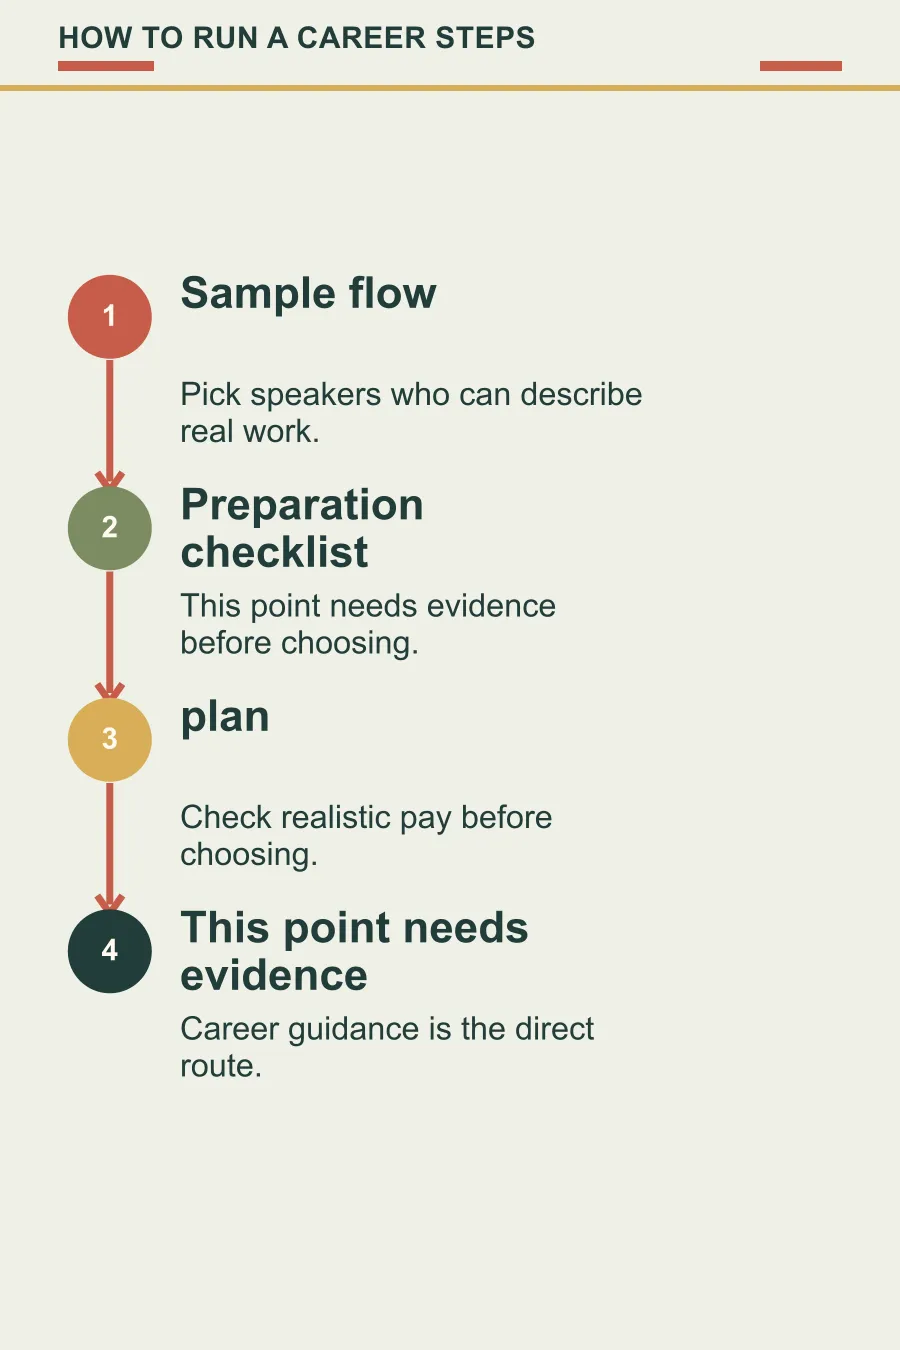 HOW TO RUN A CAREER STEPS
1
Sample flow
Pick speakers who can describe
real work.
2
Preparation
checklist
This point needs evidence
before choosing.
3
plan
Check realistic pay before
choosing.
4
This point needs
evidence
Career guidance is the direct
route.